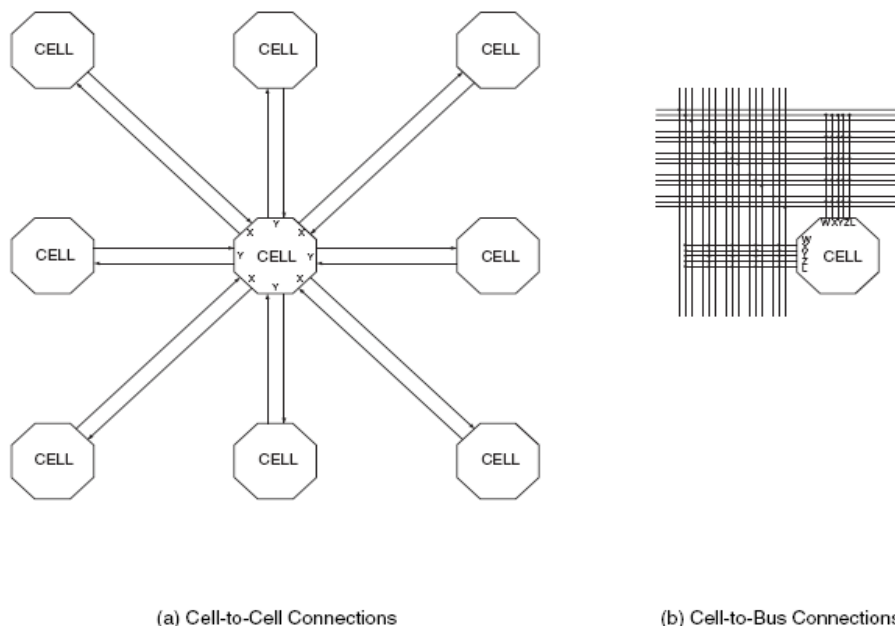 CELL CELL CELL
Y
X X
CELL Y CELL Y CELL
X X
Y
CELL CELL CELL
WXYZL
W
X
Y
Z
L
CELL
(a) Cell-to-Cell Connections
(b) Cell-to-Bus Connections